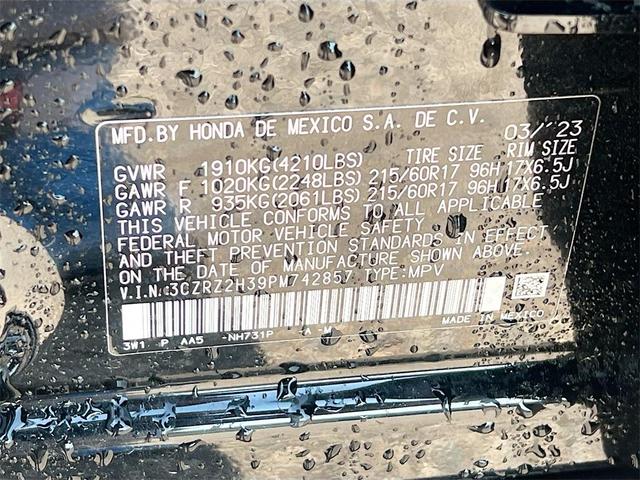 MFD.BY HONDA DE MEXICO S.A. DE C.V. 03/'23
GVWR 1910KG(4210LBS) TIRE SIZE RIM SIZE
GAWR F 1020KG(2248LBS) 215/60R17 96H 17X6.5J
GAWR R 935KG(2061LBS) 215/60R17 96H 17X6.5J
THIS VEHICLE CONFORMS TO ALL APPLICABLE
FEDERAL MOTOR VEHICLE SAFETY
AND THEFT PREVENTION STANDARDS IN EFFECT
ON THE DATE OF MANUFACTURE SHOWN ABOVE.
V.I.N. 3CZRZ2H39PM742857 TYPE:MPV
3W1 P AA5 -NH731P -A -M
MADE IN MEXICO